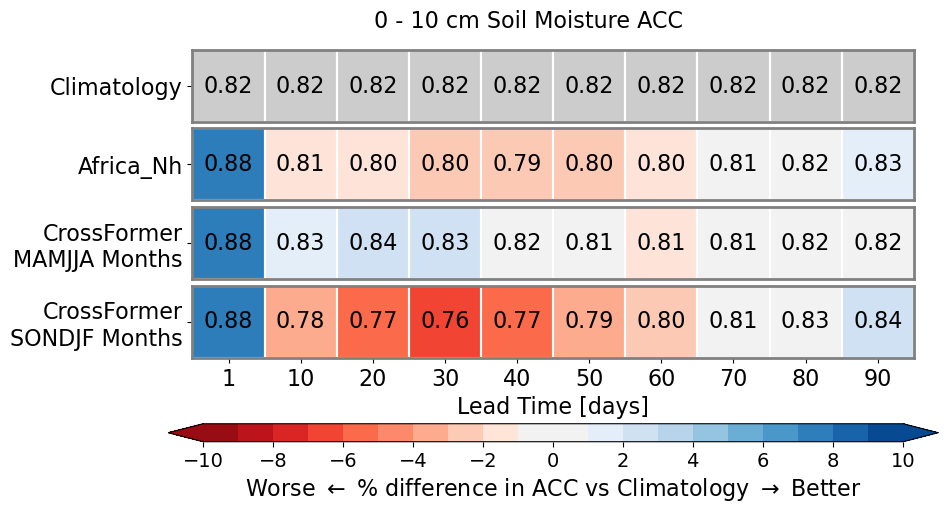 0 - 10 cm Soil Moisture ACC
Climatology 0.82 0.82 0.82 0.82 0.82 0.82 0.82 0.82 0.82 0.82
Africa_Nh 0.88 0.81 0.80 0.80 0.79 0.80 0.80 0.81 0.82 0.83
CrossFormer
MAMJJA Months 0.88 0.83 0.84 0.83 0.82 0.81 0.81 0.81 0.82 0.82
CrossFormer
SONDJF Months 0.88 0.78 0.77 0.76 0.77 0.79 0.80 0.81 0.83 0.84
1 10 20 30 40 50 60 70 80 90
Lead Time [days]
−10 −8 −6 −4 −2 0 2 4 6 8 10
Worse ← % difference in ACC vs Climatology → Better